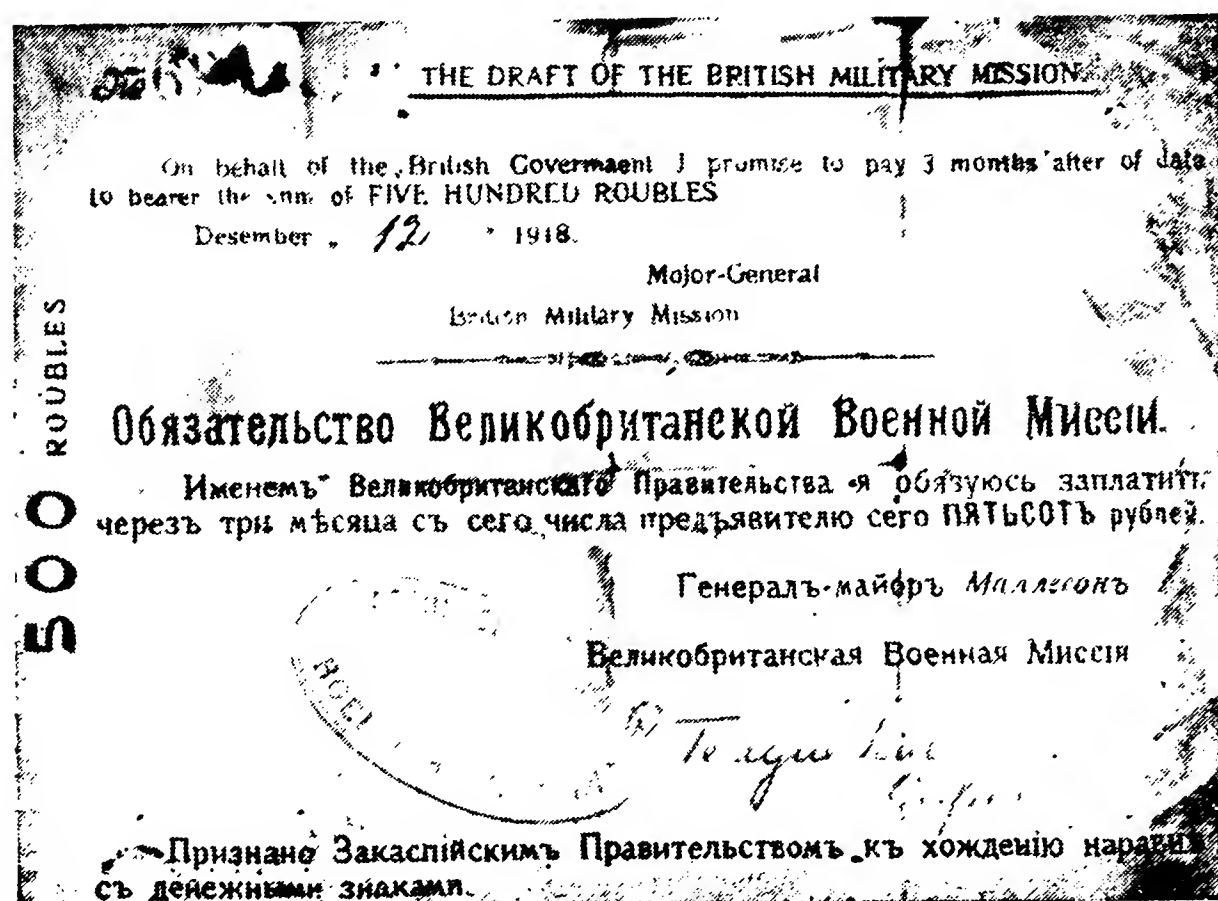 THE DRAFT OF THE BRITISH MILITARY MISSION.
On behalf of the British Govermaent I promise to pay 3 months after of data
to bearer the sum of FIVE HUNDRED ROUBLES
Desember „ 12 " 1918.
Mojor-General
British Military Mission
500 ROUBLES
Обязательство Великобританской Военной Миссіи.
Именемъ Великобританскаго Правительства я обязуюсь заплатить
черезъ три мѣсяца съ сего числа предъявителю сего ПЯТЬСОТЪ рублей.
Генералъ-майоръ Маллесонъ
Великобританская Военная Миссія
ВОЕ
Признано Закаспійскимъ Правительствомъ къ хожденію наравнѣ
съ денежными знаками.